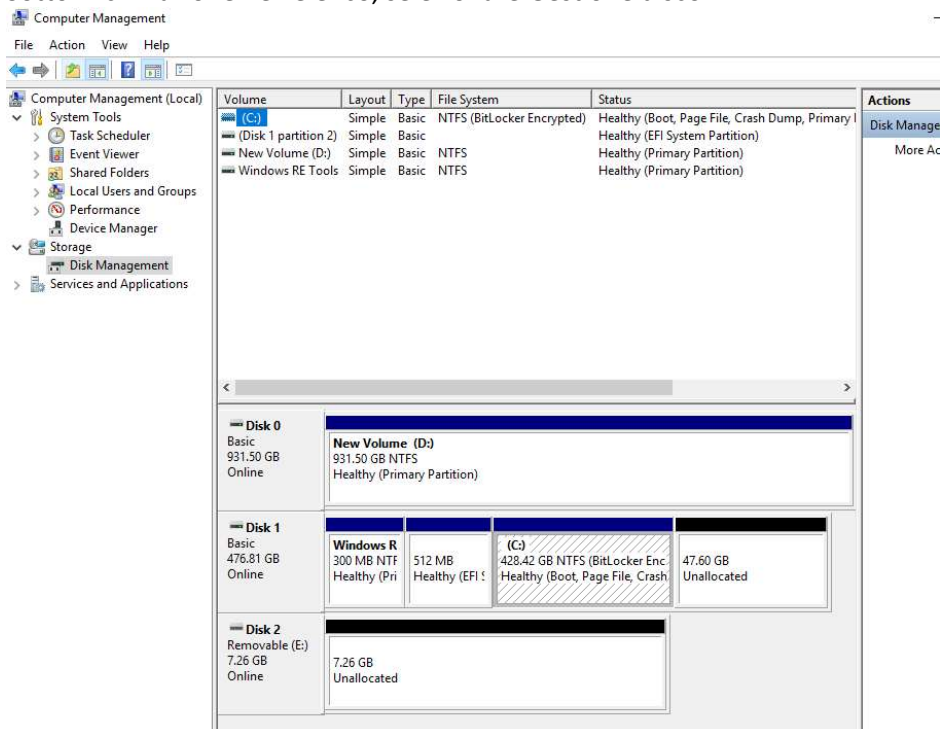 Computer Management
File Action View Help
Computer Management (Local)
System Tools
Task Scheduler
Event Viewer
Shared Folders
Local Users and Groups
Performance
Device Manager
Storage
Disk Management
Services and Applications
Volume Layout Type File System Status
(C:) Simple Basic NTFS (BitLocker Encrypted) Healthy (Boot, Page File, Crash Dump, Primary
(Disk 1 partition 2) Simple Basic Healthy (EFI System Partition)
New Volume (D:) Simple Basic NTFS Healthy (Primary Partition)
Windows RE Tools Simple Basic NTFS Healthy (Primary Partition)
Actions
Disk Manage
More Ac
Disk 0
Basic
931.50 GB
Online
New Volume (D:)
931.50 GB NTFS
Healthy (Primary Partition)
Disk 1
Basic
476.81 GB
Online
Windows R
300 MB NTF
Healthy (Pri
512 MB
Healthy (EFI
(C:)
428.42 GB NTFS (BitLocker Enc
Healthy (Boot, Page File, Crash
47.60 GB
Unallocated
Disk 2
Removable (E:)
7.26 GB
Online
7.26 GB
Unallocated